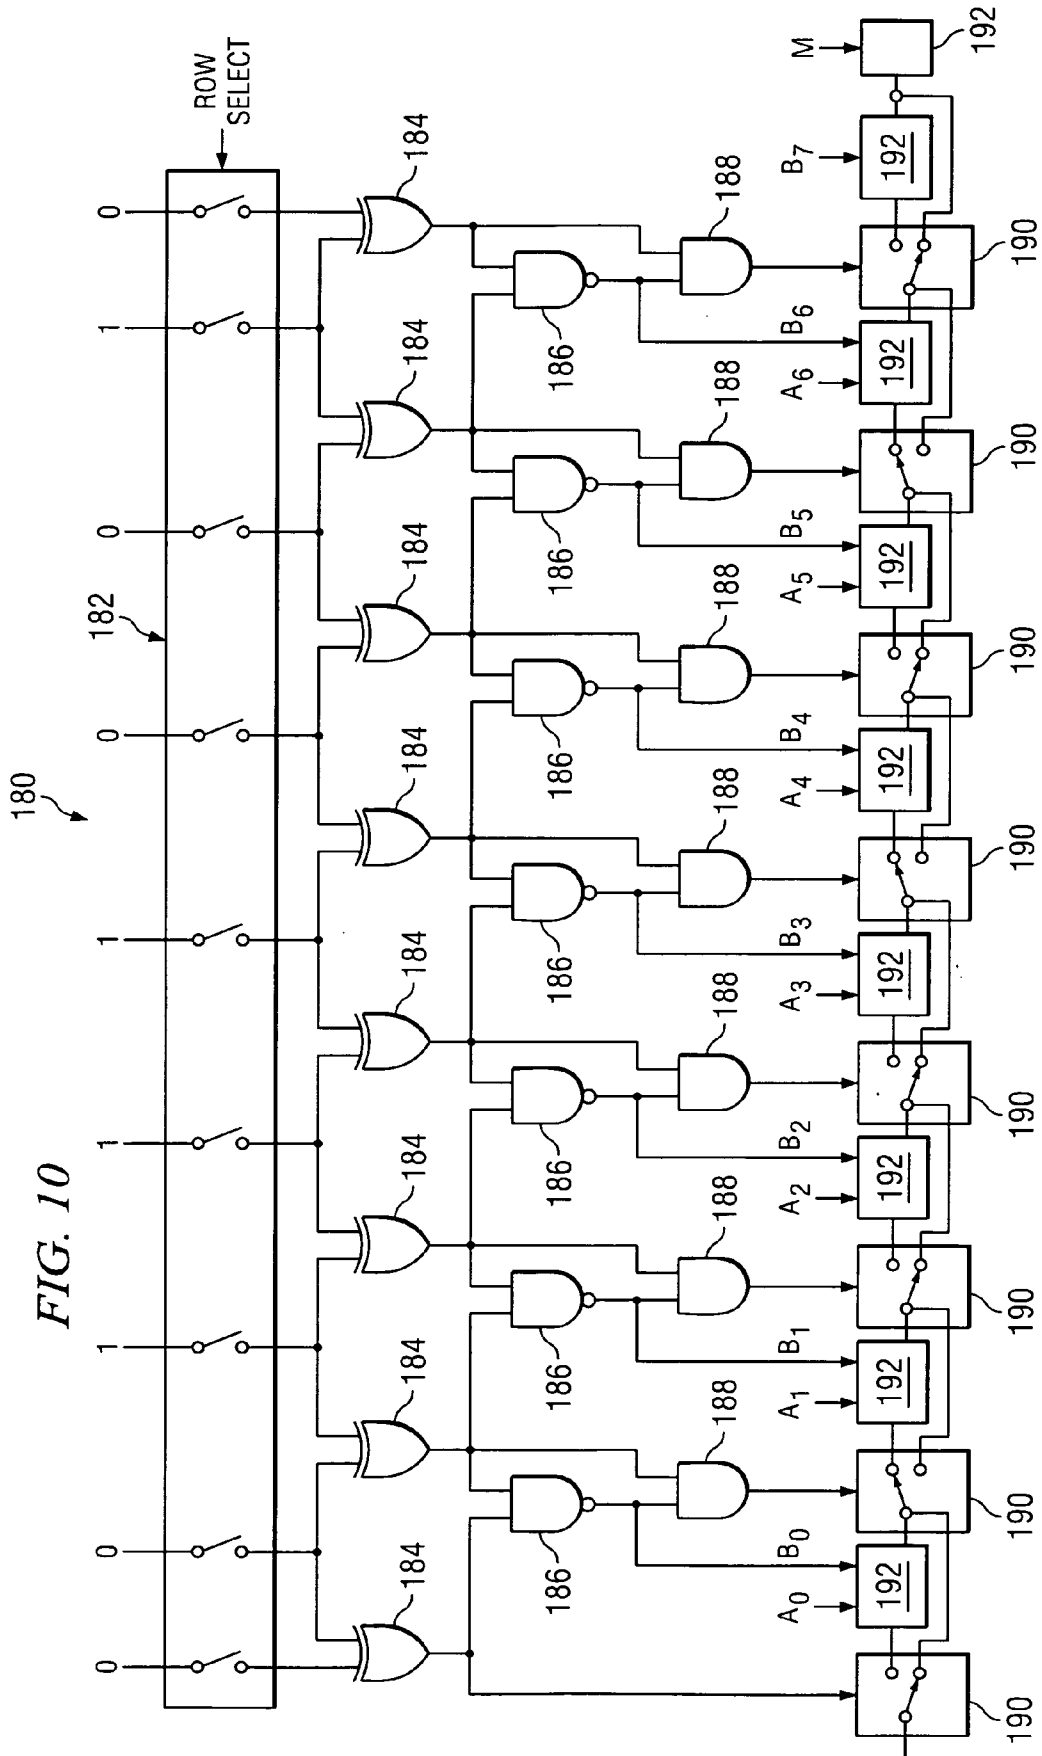 FIG. 10
180
0 0 1 1 1 0 0 1 0
182
ROW
SELECT
184 184 184 184 184 184 184 184
186 186 186 186 186 186 186
188 188 188 188 188 188 188
A0 B0 A1 B1 A2 B2 A3 B3 A4 B4 A5 B5 A6 B6 B7 M
192 192 192 192 192 192 192 192
190 190 190 190 190 190 190 190 192